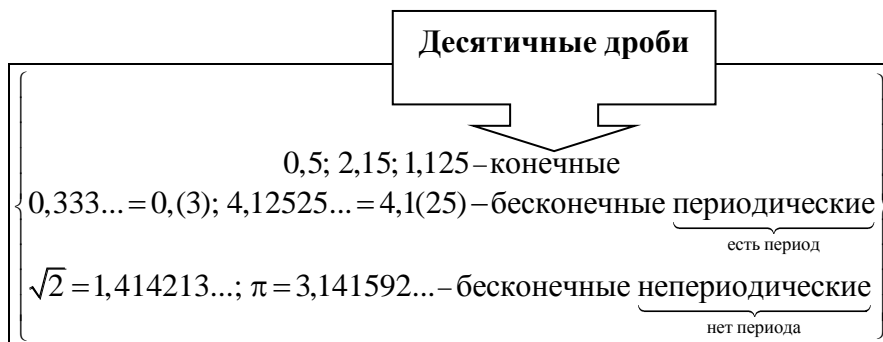 Десятичные дроби
0,5; 2,15; 1,125 – конечные
0,333... = 0,(3); 4,12525... = 4,1(25) – бесконечные периодические
есть период
√2 = 1,414213...; π = 3,141592... – бесконечные непериодические
нет периода